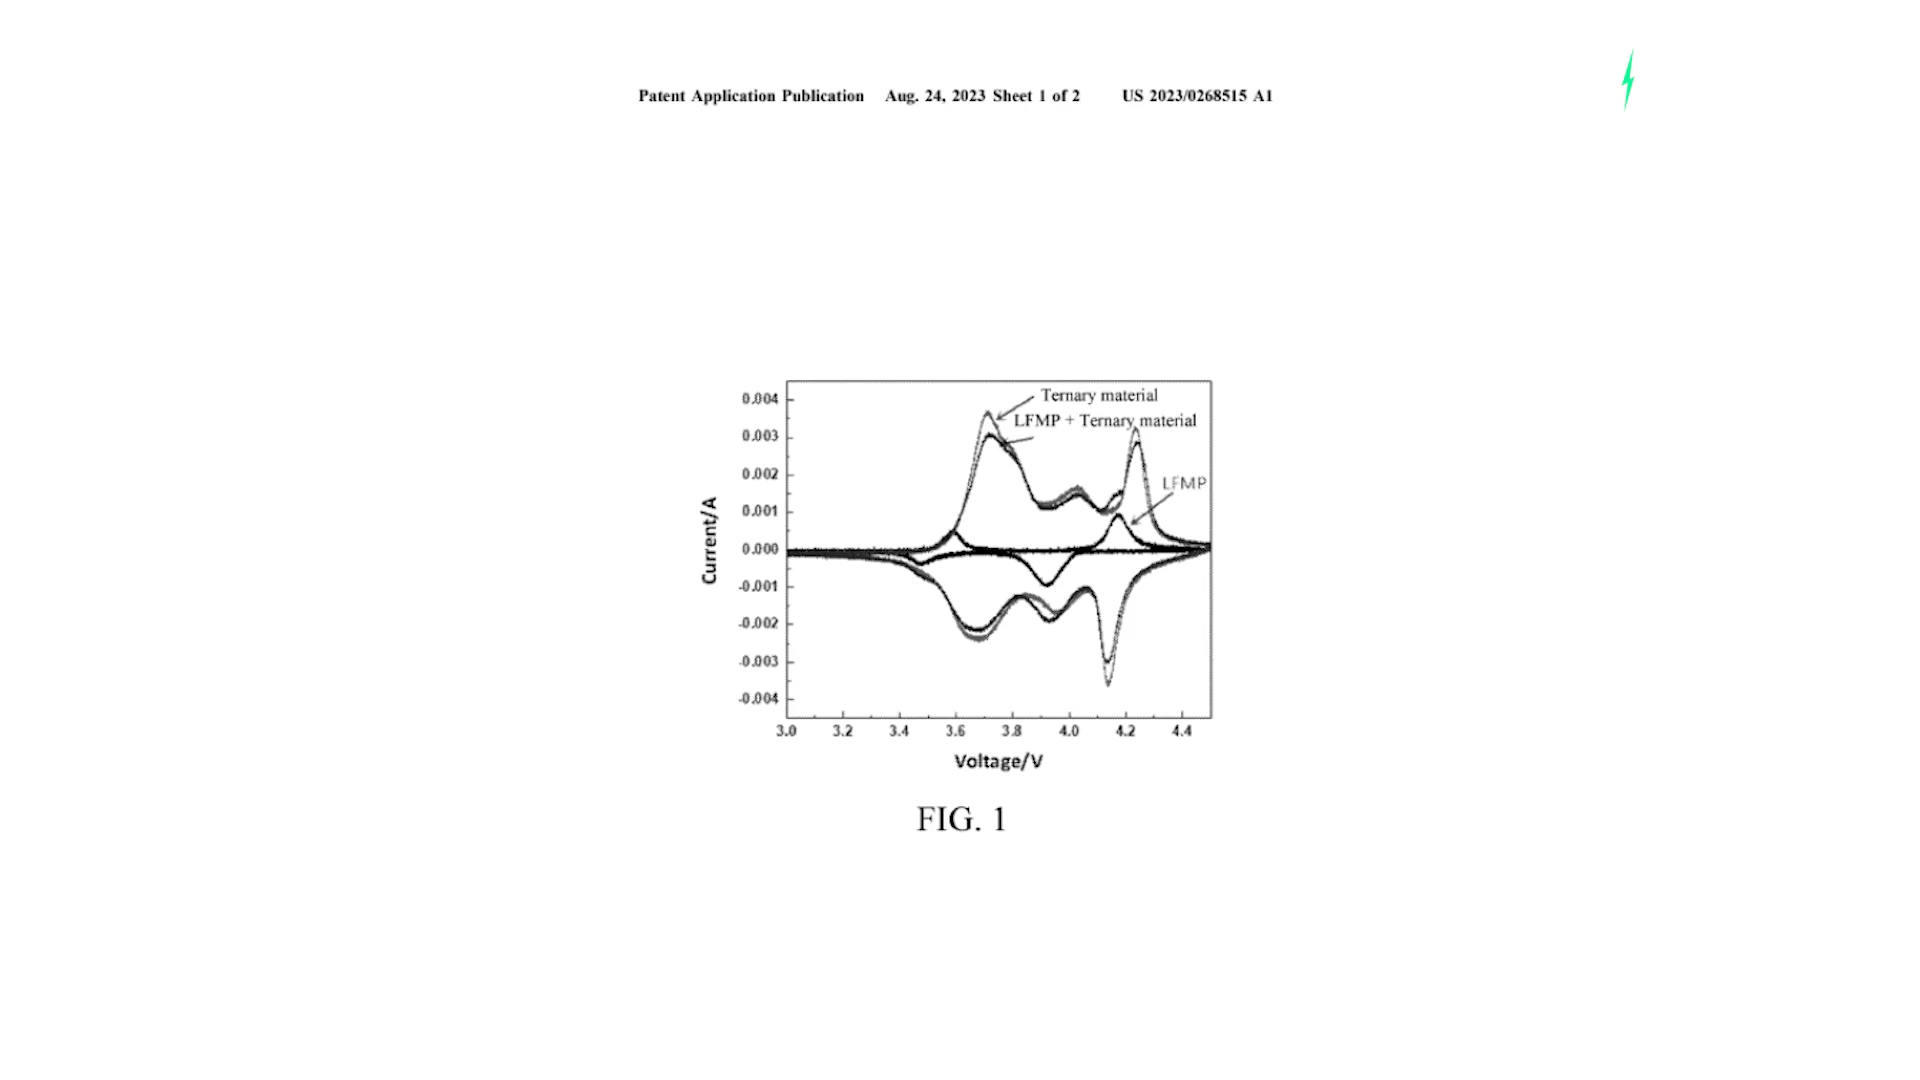 Patent Application Publication Aug. 24, 2023 Sheet 1 of 2 US 2023/0268515 A1
Ternary material
LFMP + Ternary material
LFMP
0.004
0.003
0.002
0.001
0.000
-0.001
-0.002
-0.003
-0.004
Current/A
3.0 3.2 3.4 3.6 3.8 4.0 4.2 4.4
Voltage/V
FIG. 1